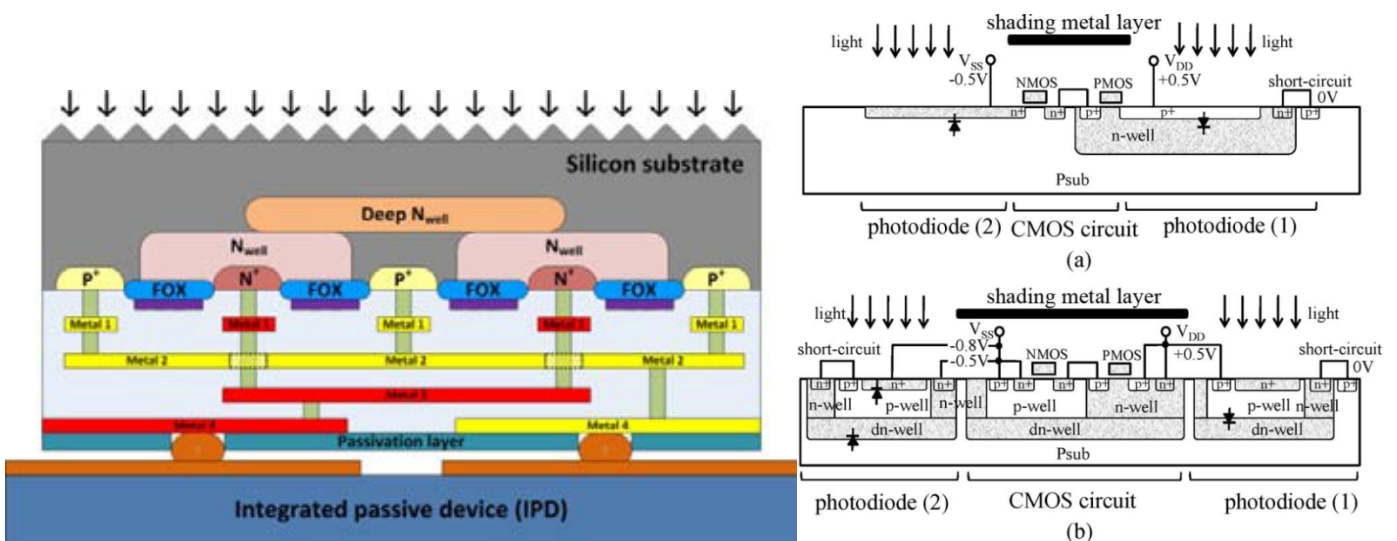 Silicon substrate
Deep Nwell
Nwell Nwell
P+ FOX N+ FOX P+ FOX N+ FOX P+
Metal 1 Metal 1 Metal 1 Metal 1 Metal 1
Metal 2 Metal 2 Metal 2
Metal 4 Metal 4
Passivation layer
Integrated passive device (IPD)
shading metal layer
light light
VSS VDD
-0.5V NMOS PMOS +0.5V short-circuit
0V
n+ n+ p+ p+ n+ p+
n-well
Psub
photodiode (2) CMOS circuit photodiode (1)
(a)
shading metal layer
light light
VSS VDD
short-circuit -0.8V NMOS PMOS short-circuit
-0.5V +0.5V 0V
n+ p+ n+ n+ p+ n+ n+ p+ p+ n+ p+ n+ n+ p+
n-well p-well n-well p-well n-well p-well n-well
dn-well dn-well dn-well
Psub
photodiode (2) CMOS circuit photodiode (1)
(b)